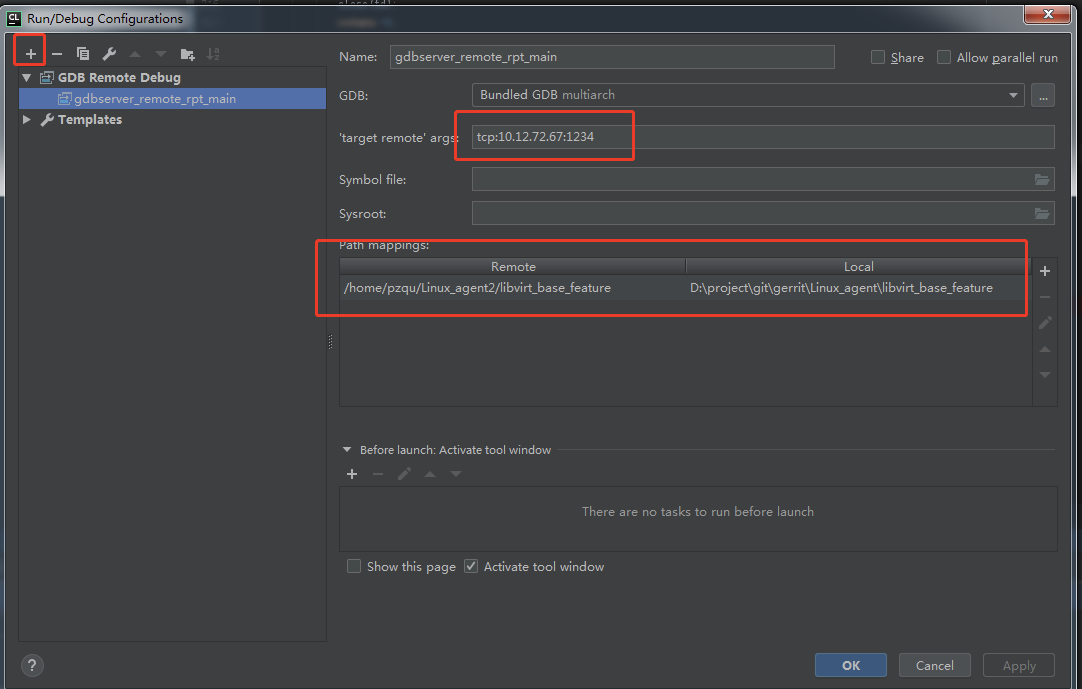 close(fd);
CL Run/Debug Configurations
Name: gdbserver_remote_rpt_main Share Allow parallel run
GDB Remote Debug
gdbserver_remote_rpt_main
Templates
GDB: Bundled GDB multiarch ...
'target remote' args: tcp:10.12.72.67:1234
Symbol file:
Sysroot:
Path mappings:
Remote Local
/home/pzqu/Linux_agent2/libvirt_base_feature D:\project\git\gerrit\Linux_agent\libvirt_base_feature
Before launch: Activate tool window
There are no tasks to run before launch
Show this page Activate tool window
? OK Cancel Apply